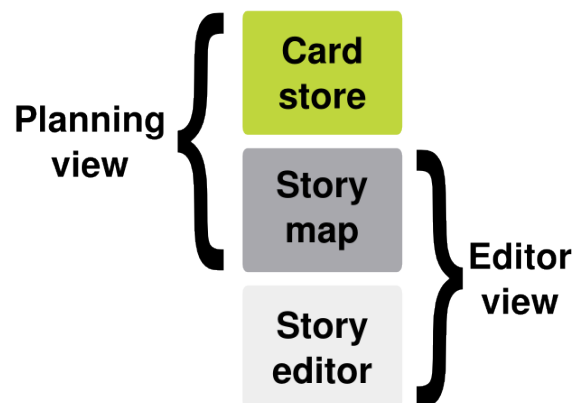 Card
store
Planning
view
Story
map
Editor
view
Story
editor